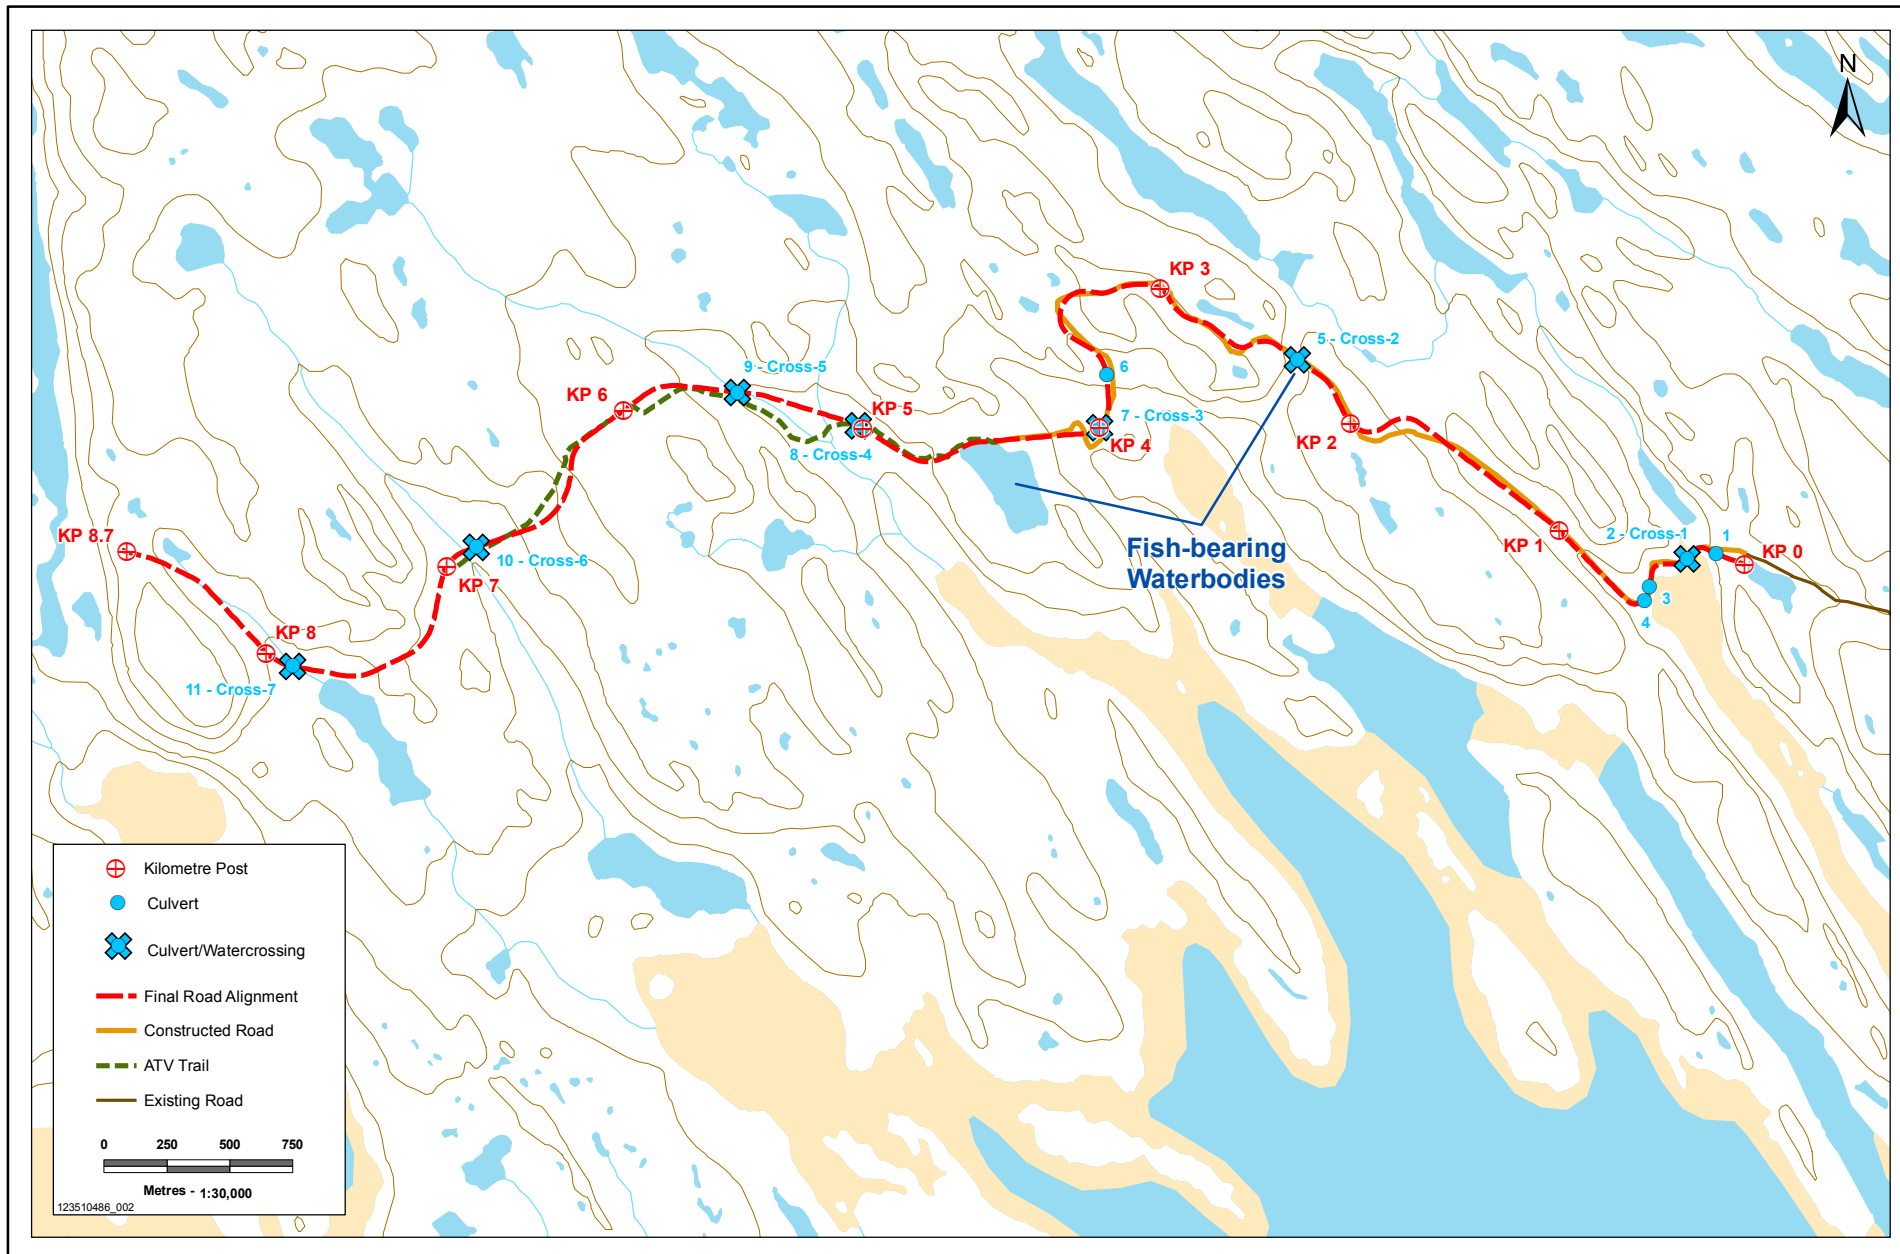 N
KP 3
5 - Cross-2
9 - Cross-5
6
KP 6
KP 5
7 - Cross-3
KP 4
KP 2
8 - Cross-4
KP 8.7
10 - Cross-6
KP 7
Fish-bearing
Waterbodies
KP 1
2 - Cross-1
1
KP 0
3
4
KP 8
11 - Cross-7
Kilometre Post
Culvert
Culvert/Watercrossing
Final Road Alignment
Constructed Road
ATV Trail
Existing Road
0 250 500 750
Metres - 1:30,000
123510486_002